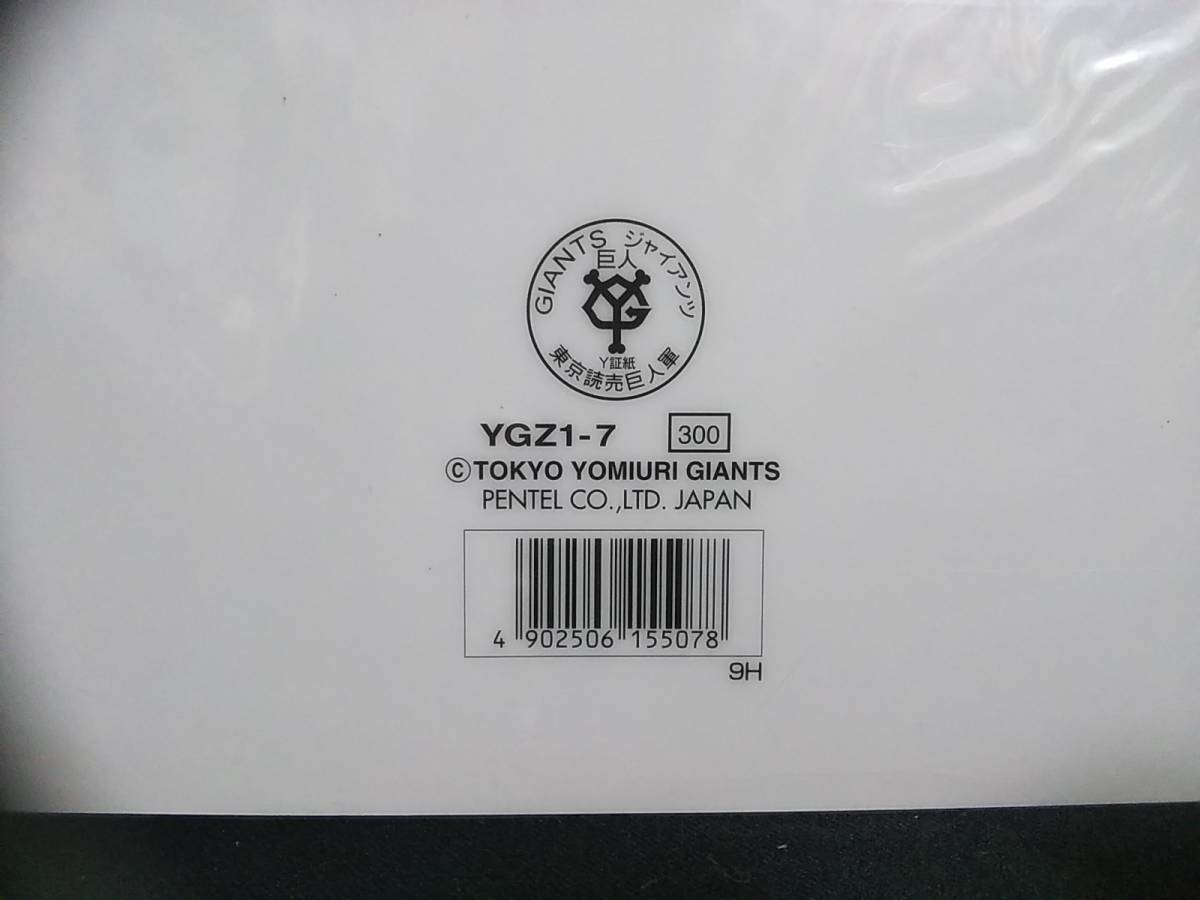 GIANTS ジャイアンツ
巨人
YG
Y証紙
東京読売巨人軍
YGZ1-7 300
©TOKYO YOMIURI GIANTS
PENTEL CO.,LTD. JAPAN
4 902506 155078
9H